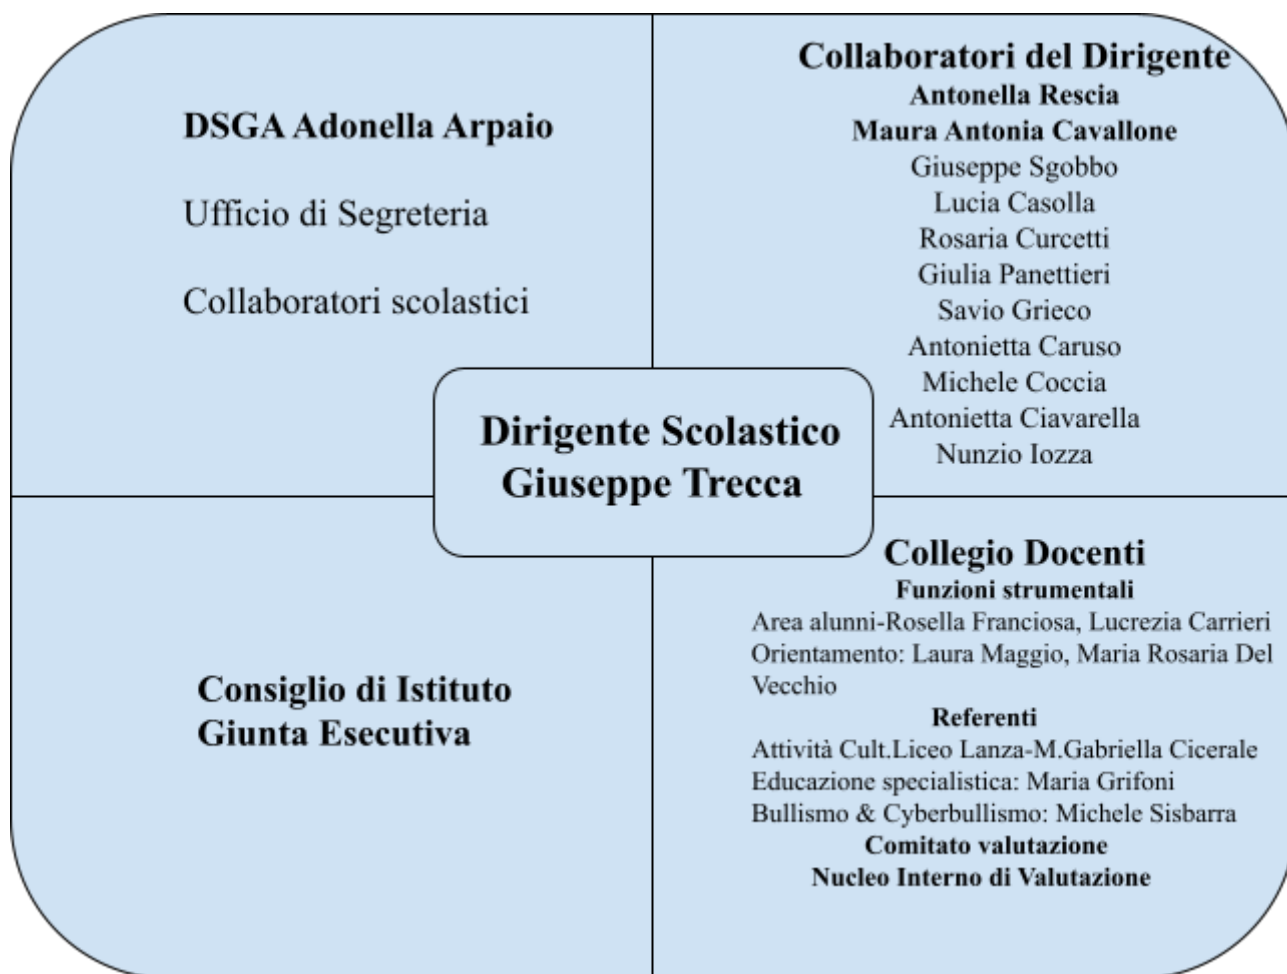 DSGA Adonella Arpaio
Ufficio di Segreteria
Collaboratori scolastici
Collaboratori del Dirigente
Antonella Rescia
Maura Antonia Cavallone
Giuseppe Sgobbo
Lucia Casolla
Rosaria Curcetti
Giulia Panettieri
Savio Grieco
Antonietta Caruso
Michele Coccia
Antonietta Ciavarella
Nunzio Iozza
Dirigente Scolastico
Giuseppe Trecca
Consiglio di Istituto
Giunta Esecutiva
Collegio Docenti
Funzioni strumentali
Area alunni-Rosella Franciosa, Lucrezia Carrieri
Orientamento: Laura Maggio, Maria Rosaria Del
Vecchio
Referenti
Attività Cult.Liceo Lanza-M.Gabriella Cicerale
Educazione specialistica: Maria Grifoni
Bullismo & Cyberbullismo: Michele Sisbarra
Comitato valutazione
Nucleo Interno di Valutazione